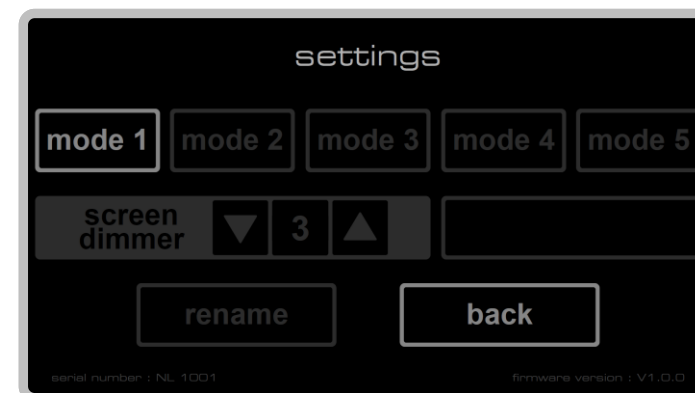 settings
mode 1 mode 2 mode 3 mode 4 mode 5
screen
dimmer
3
rename back
serial number : NL 1001 firmware version : V1.0.0